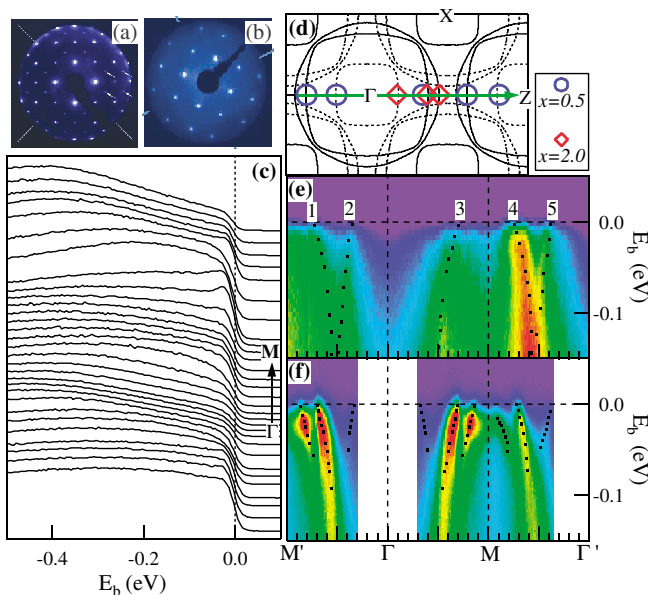 (a)
(b)
(c)
M
Γ
-0.4
-0.2
0.0
E_b (eV)
(d)
X
Γ
Z
x=0.5
x=2.0
(e)
1
2
3
4
5
0.0
-0.1
E_b (eV)
(f)
0.0
-0.1
E_b (eV)
M'
Γ
M
Γ'